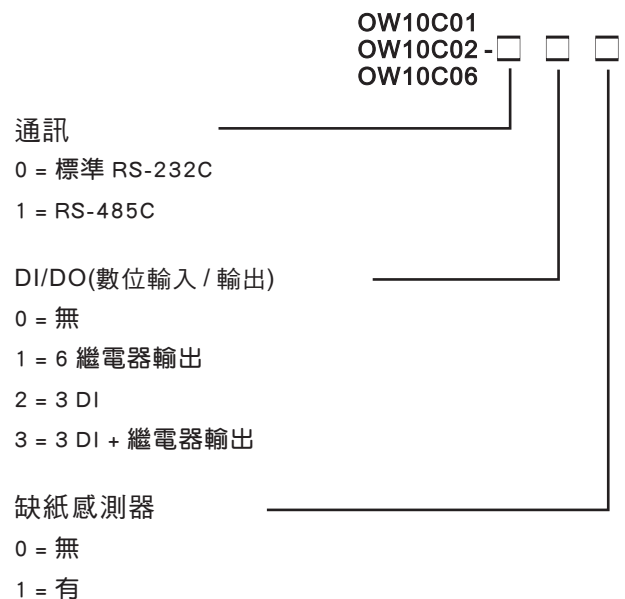 OW10C01
OW10C02 -□ □ □
OW10C06
通訊
0 = 標準 RS-232C
1 = RS-485C
DI/DO(數位輸入 / 輸出)
0 = 無
1 = 6 繼電器輸出
2 = 3 DI
3 = 3 DI + 繼電器輸出
缺紙感測器
0 = 無
1 = 有